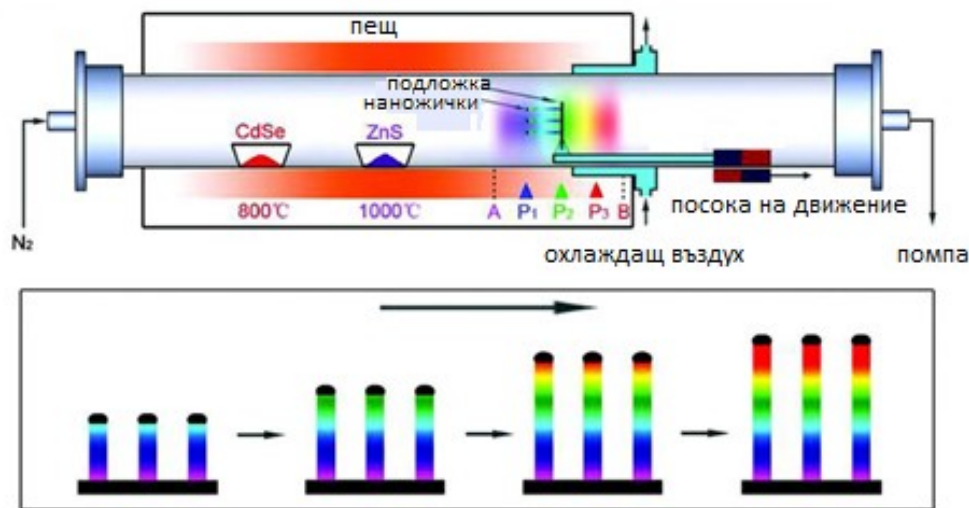 пещ
подложка
наножички
CdSe
ZnS
800℃
1000℃
A P₁ P₂ P₃ B
посока на движение
N₂
охлаждащ въздух
помпа